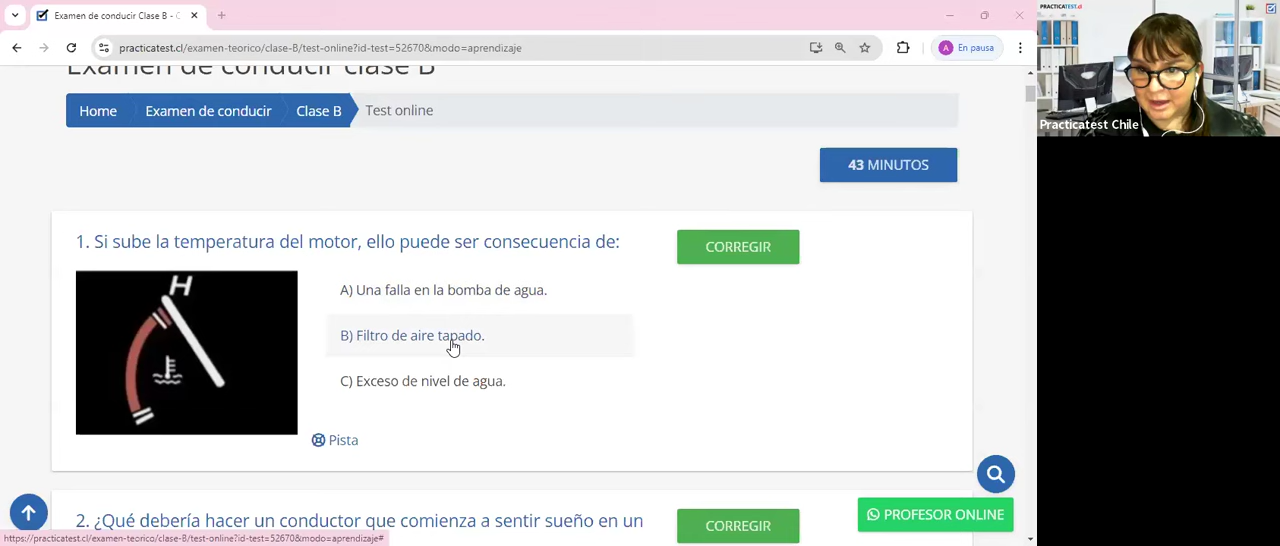 Examen de conducir Clase B - C
practicatest.cl/examen-teorico/clase-B/test-online?id-test=52670&modo=aprendizaje
A
En pausa
PRACTICATEST.cl
Practicatest Chile
Examen de conducir clase B
Home
Examen de conducir
Clase B
Test online
43 MINUTOS
1. Si sube la temperatura del motor, ello puede ser consecuencia de:
CORREGIR
H
A) Una falla en la bomba de agua.
B) Filtro de aire tapado.
C) Exceso de nivel de agua.
Pista
2. ¿Qué debería hacer un conductor que comienza a sentir sueño en un
CORREGIR
PROFESOR ONLINE
https://practicatest.cl/examen-teorico/clase-B/test-online?id-test=52670&modo=aprendizaje#